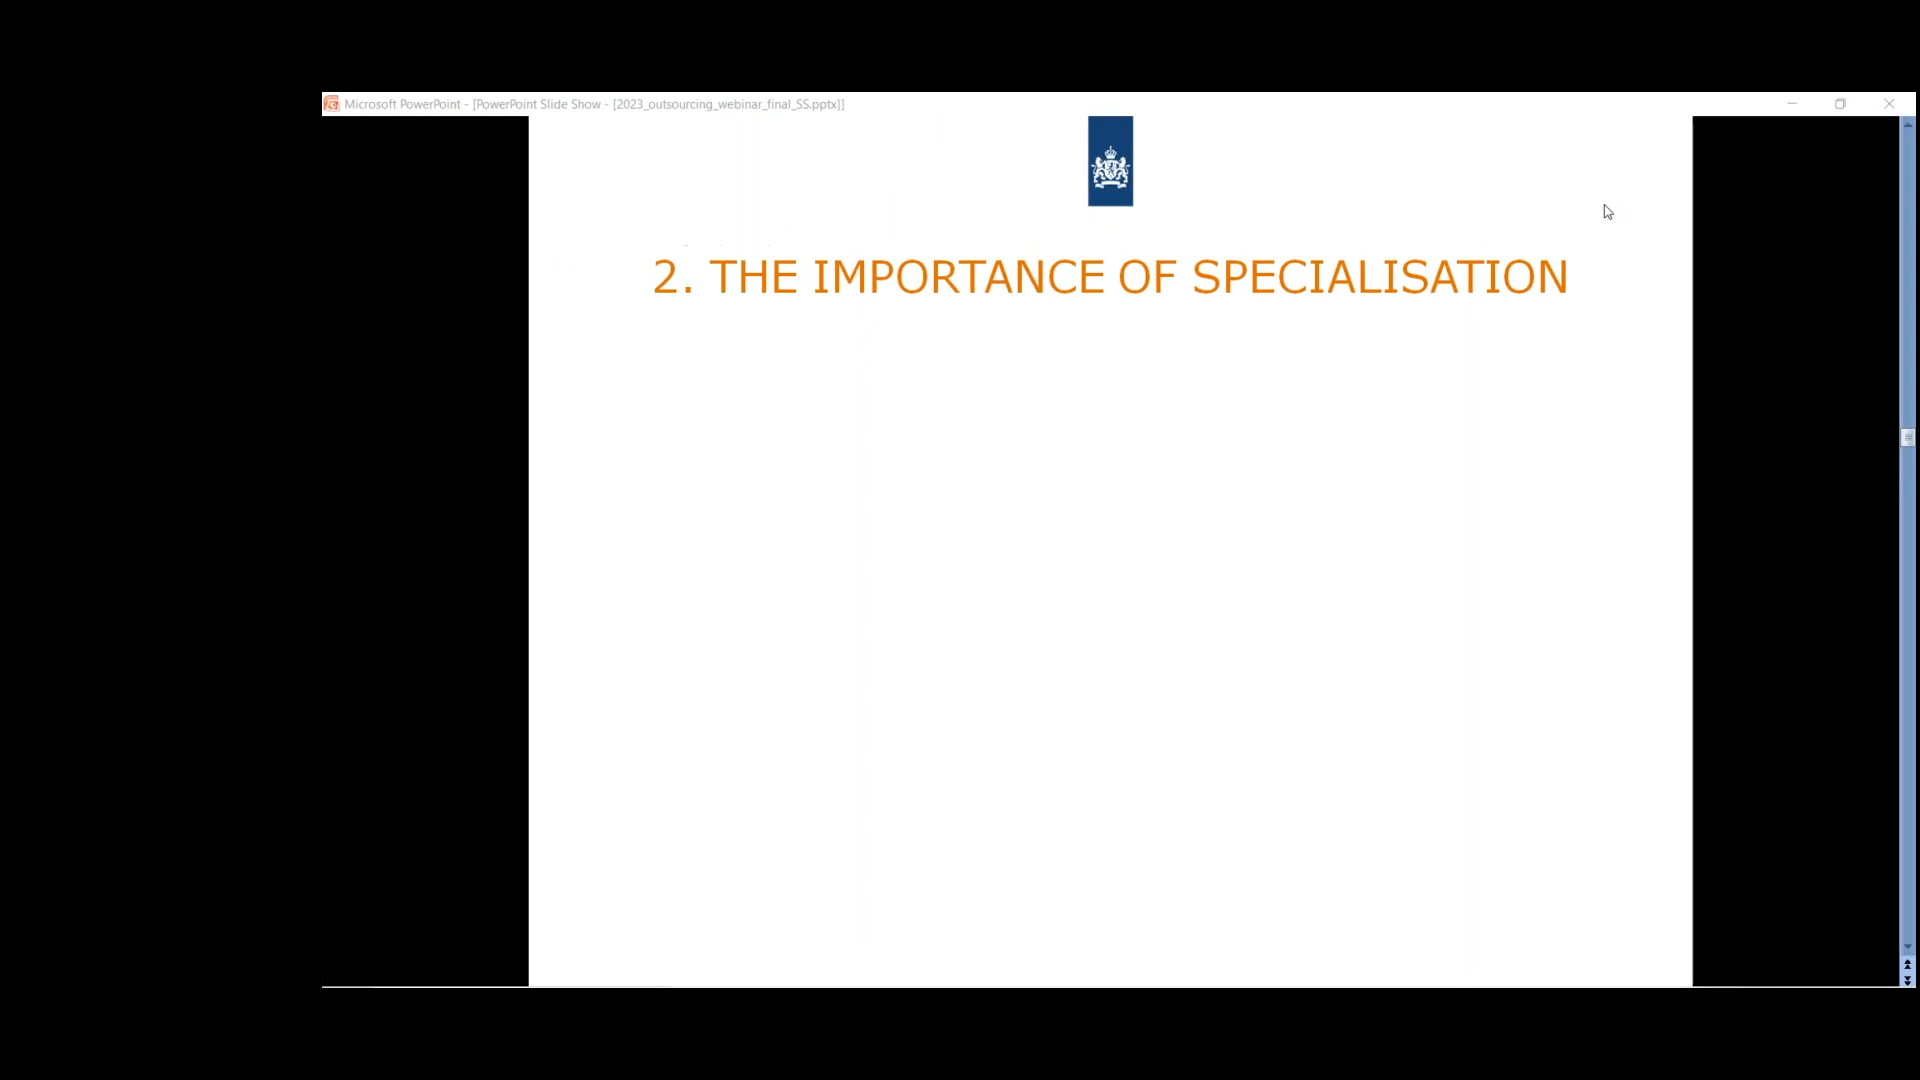 Microsoft PowerPoint - [PowerPoint Slide Show - [2023_outsourcing_webinar_final_SS.pptx]]
2. THE IMPORTANCE OF SPECIALISATION